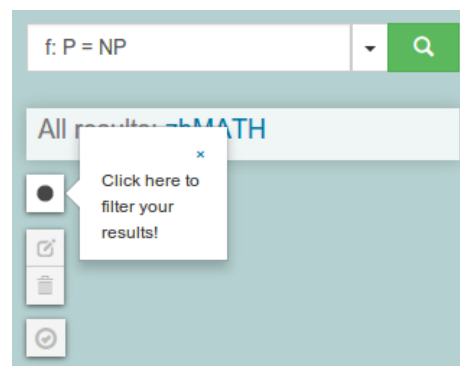 f: P = NP
All results: zbMATH
×
Click here to
filter your
results!